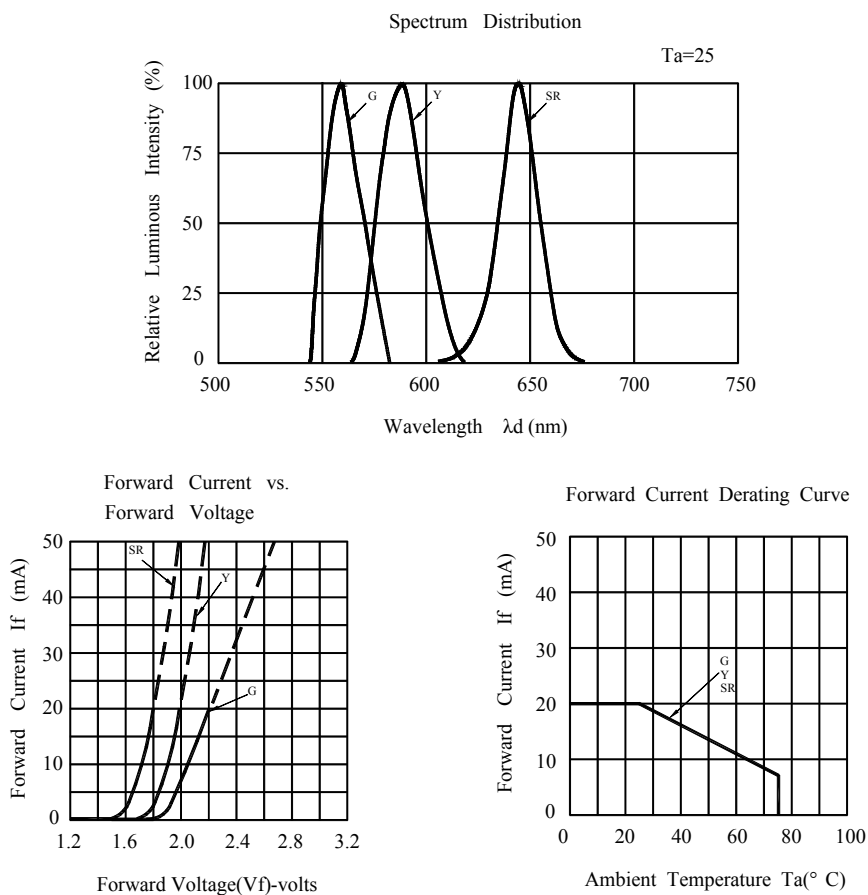 Spectrum Distribution
Ta=25
Relative Luminous Intensity (%)
100
75
50
25
0
G
Y
SR
500 550 600 650 700 750
Wavelength λd (nm)
Forward Current vs.
Forward Voltage
Forward Current If (mA)
50
40
30
20
10
0
SR
Y
G
1.2 1.6 2.0 2.4 2.8 3.2
Forward Voltage(Vf)-volts
Forward Current Derating Curve
Forward Current If (mA)
50
40
30
20
10
0
G
Y
SR
0 20 40 60 80 100
Ambient Temperature Ta(° C)